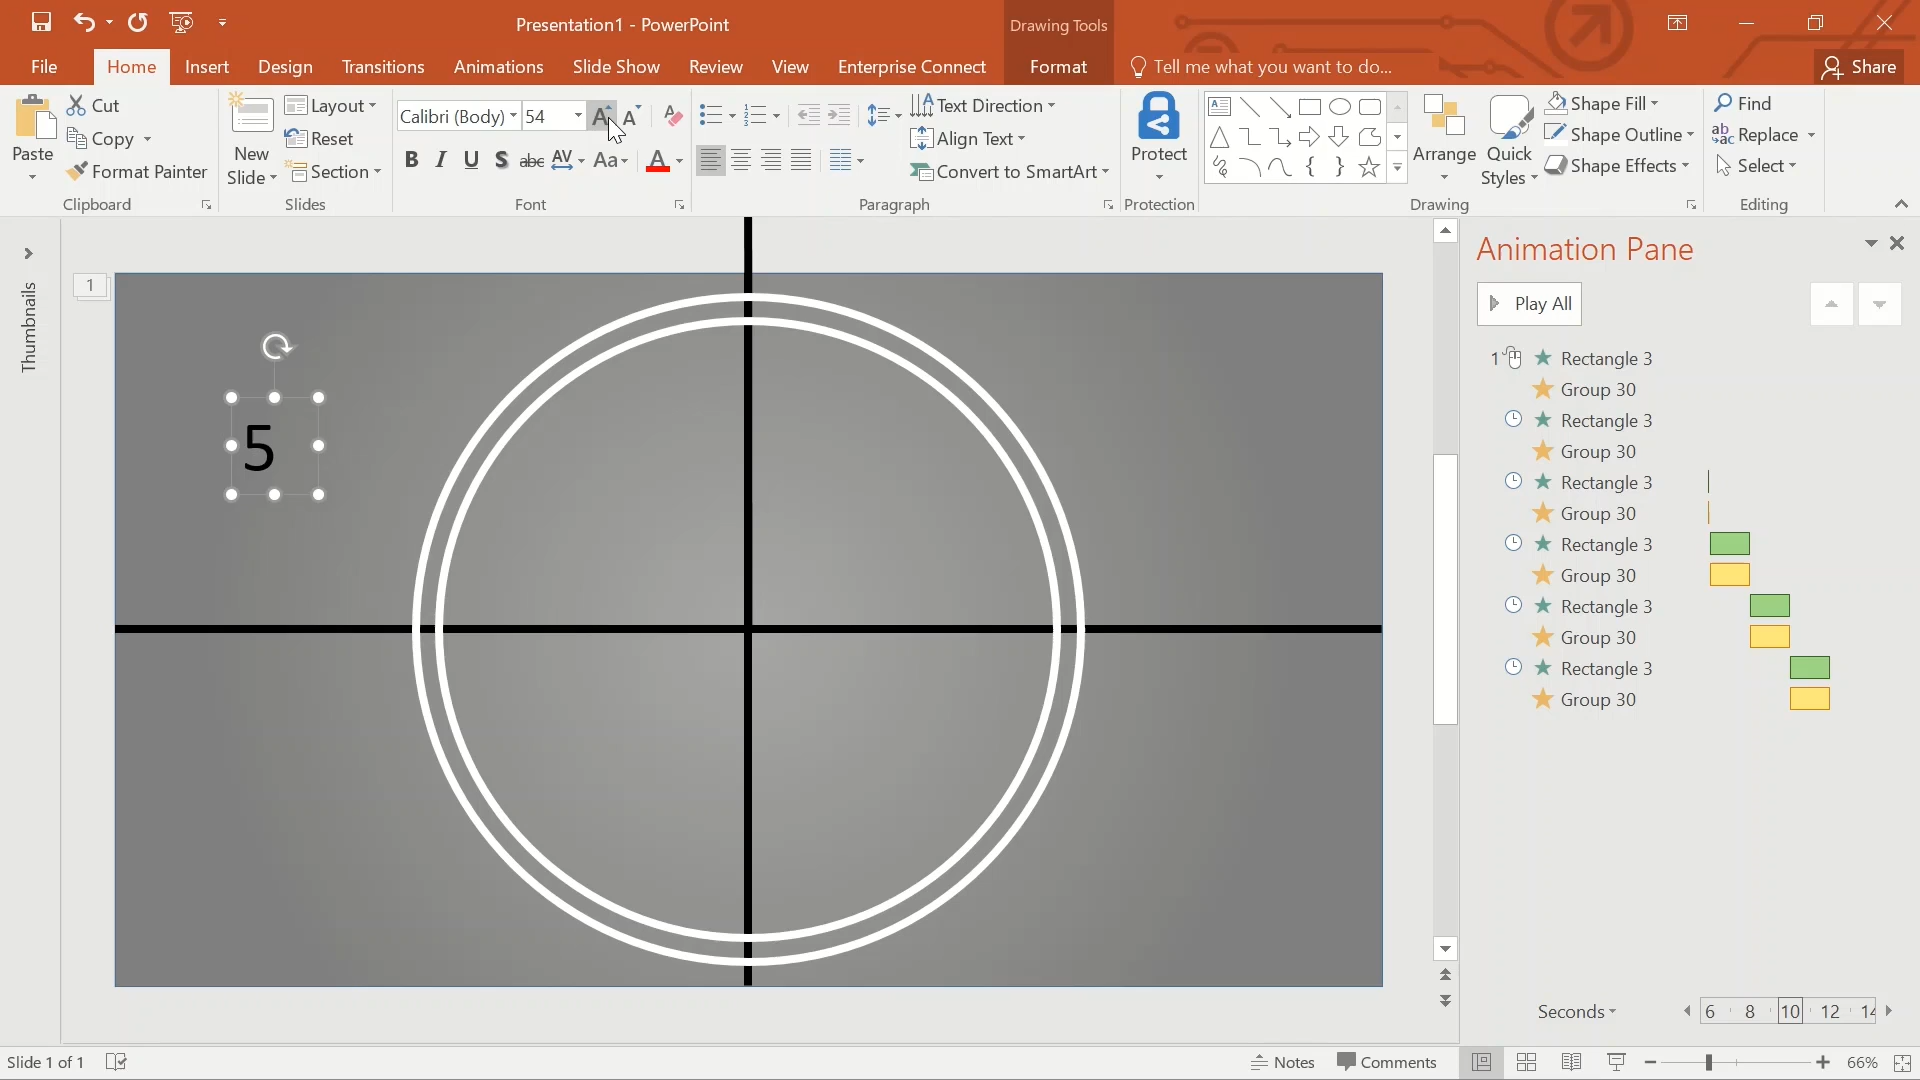 Presentation1 - PowerPoint
Drawing Tools
File
Home
Insert
Design
Transitions
Animations
Slide Show
Review
View
Enterprise Connect
Format
Tell me what you want to do...
Share
Paste
Cut
Copy
Format Painter
Clipboard
New
Slide
Layout
Reset
Section
Slides
Calibri (Body)
54
A
A
B
I
U
S
abc
AV
Aa
A
Font
Text Direction
Align Text
Convert to SmartArt
Paragraph
Protect
Protection
Arrange
Quick
Styles
Shape Fill
Shape Outline
Shape Effects
Drawing
Find
Replace
Select
Editing
Thumbnails
1
5
Animation Pane
Play All
1 Rectangle 3
Group 30
Rectangle 3
Group 30
Rectangle 3
Group 30
Rectangle 3
Group 30
Rectangle 3
Group 30
Rectangle 3
Group 30
Seconds
6 8 10 12 14
Slide 1 of 1
Notes
Comments
66%